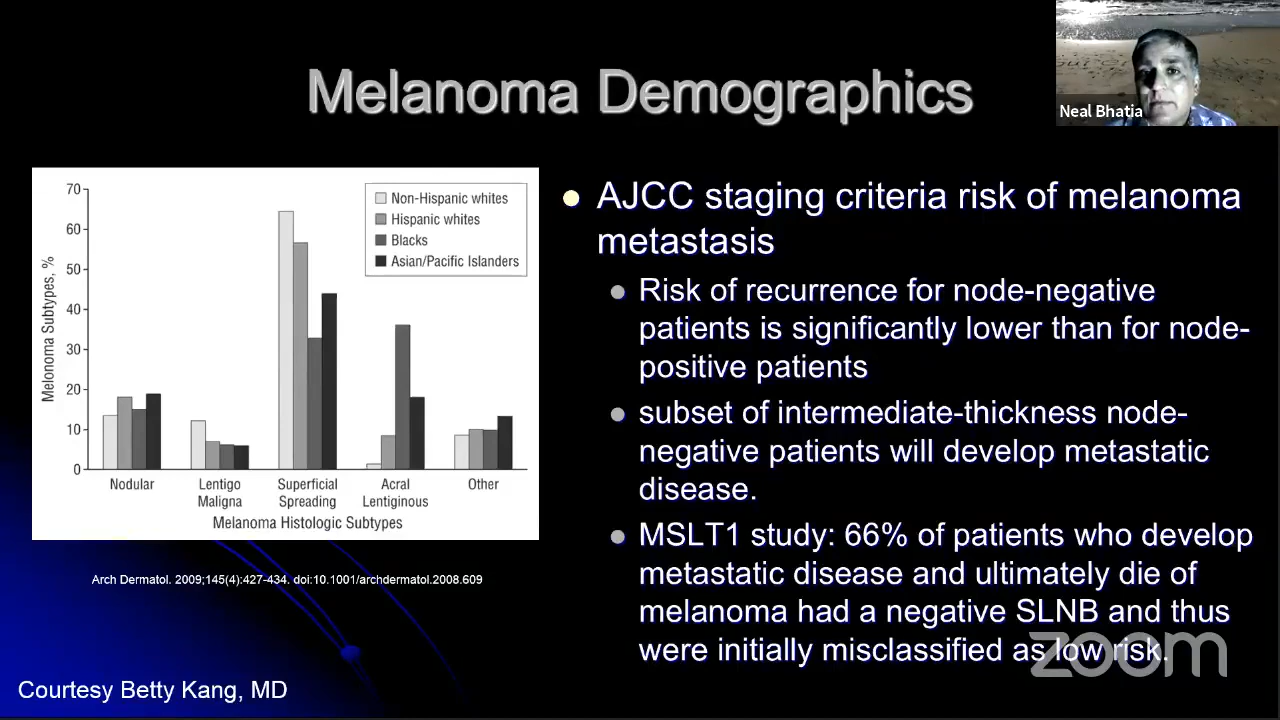 Melanoma Demographics
Neal Bhatia
70
60
50
40
30
20
10
0
Melonoma Subtypes, %
Non-Hispanic whites
Hispanic whites
Blacks
Asian/Pacific Islanders
Nodular
Lentigo
Maligna
Superficial
Spreading
Acral
Lentiginous
Other
Melanoma Histologic Subtypes
Arch Dermatol. 2009;145(4):427-434. doi:10.1001/archdermatol.2008.609
Courtesy Betty Kang, MD
AJCC staging criteria risk of melanoma
metastasis
Risk of recurrence for node-negative
patients is significantly lower than for node-
positive patients
subset of intermediate-thickness node-
negative patients will develop metastatic
disease.
MSLT1 study: 66% of patients who develop
metastatic disease and ultimately die of
melanoma had a negative SLNB and thus
were initially misclassified as low risk.
zoom